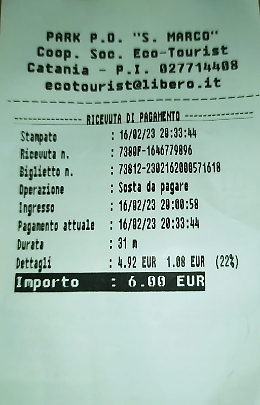 PARK P.O. "S. MARCO"
Coop. Soc. Eco-Tourist
Catania - P.I. 027714408
ecotourist@libero.it
RICEVUTA DI PAGAMENTO
Stampato : 16/02/23 20:33:44
Ricevuta n. : 7380F-1646779896
Biglietto n. : 73812-2302162000571618
Operazione : Sosta da pagare
Ingresso : 16/02/23 20:00:58
Pagamento attuale : 16/02/23 20:33:44
Durata : 31 m
Dettagli : 4.92 EUR 1.08 EUR (22%)
Importo : 6.00 EUR